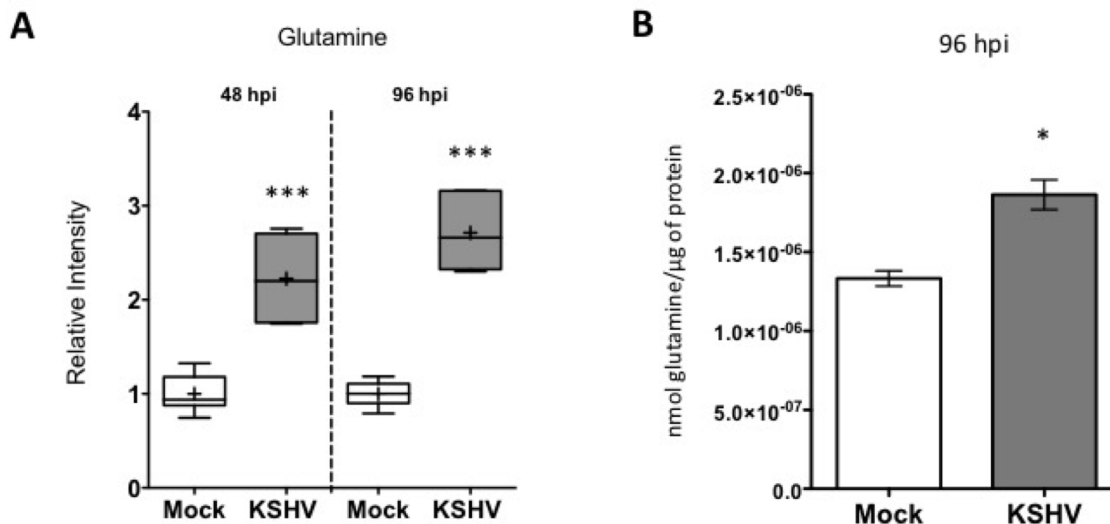 A
Glutamine
48 hpi 96 hpi
Relative Intensity
4
3
2
1
0
***
***
Mock KSHV Mock KSHV
B
96 hpi
nmol glutamine/µg of protein
2.5×10-06
2.0×10-06
1.5×10-06
1.0×10-06
5.0×10-07
0.0
*
Mock KSHV